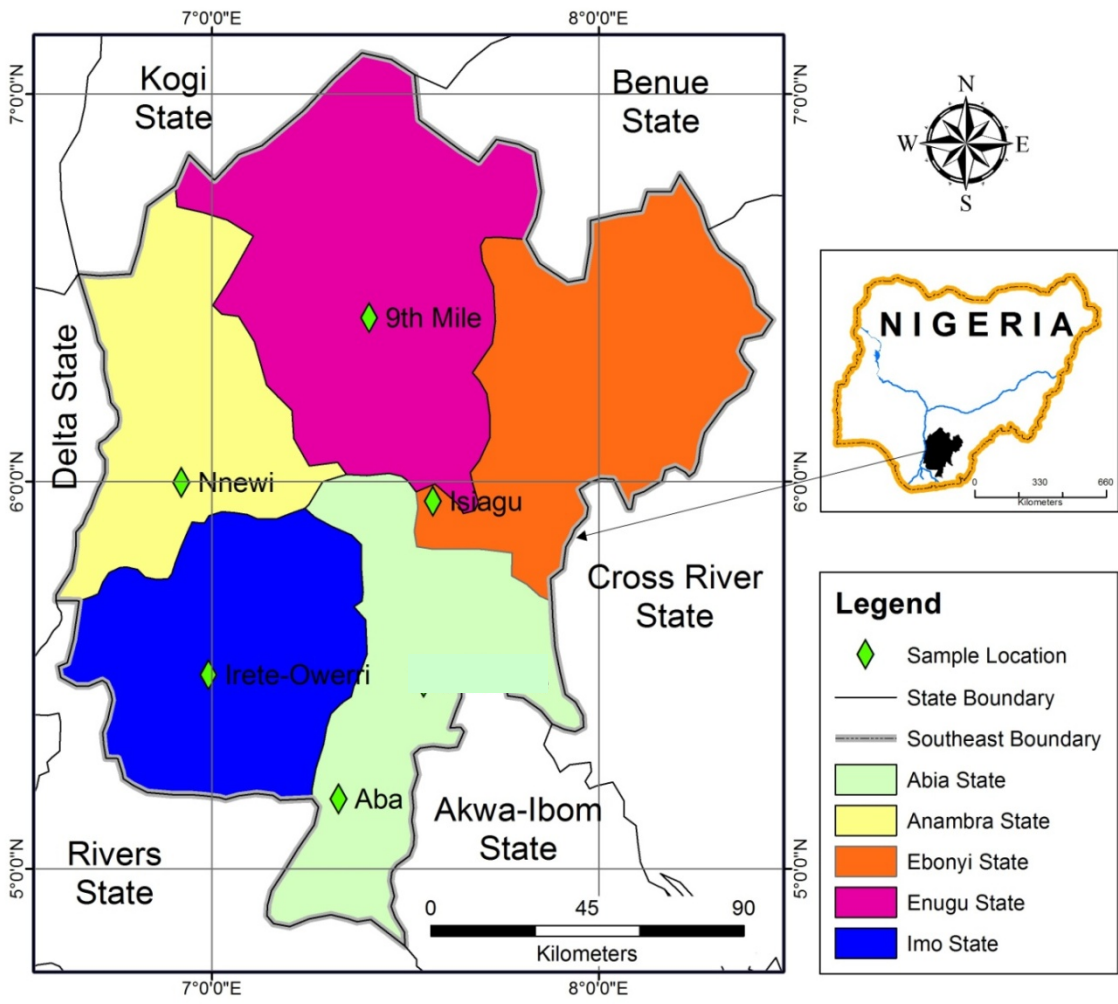 7°0'0"E
8°0'0"E
Kogi
State
Benue
State
7°0'0"N
7°0'0"N
N
W
E
S
9th Mile
NIGERIA
0
330
660
Kilometers
Delta State
Nnewi
Isiagu
6°0'0"N
6°0'0"N
Cross River
State
Irete-Owerri
Aba
Akwa-Ibom
State
Rivers
State
5°0'0"N
5°0'0"N
0
45
90
Kilometers
7°0'0"E
8°0'0"E
Legend
Sample Location
State Boundary
Southeast Boundary
Abia State
Anambra State
Ebonyi State
Enugu State
Imo State